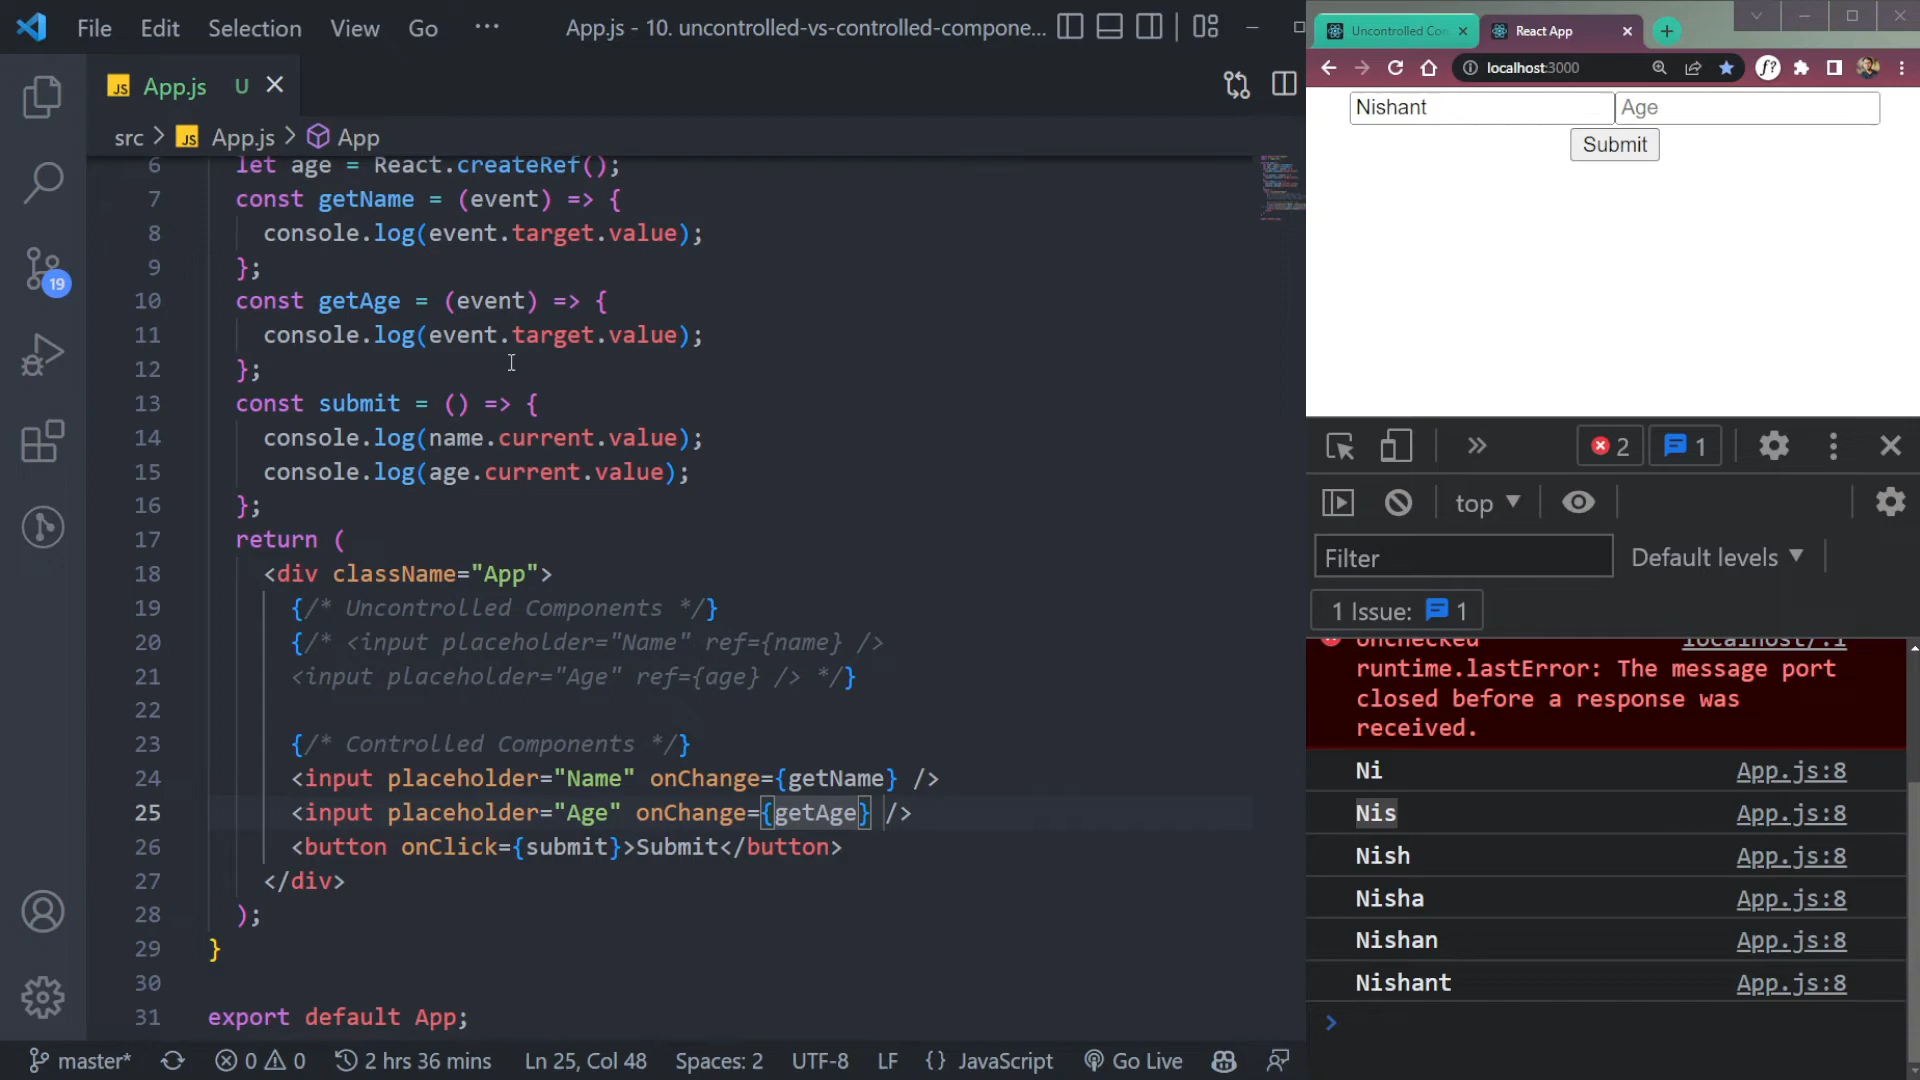 File Edit Selection View Go ··· App.js - 10. uncontrolled-vs-controlled-compone...
JS App.js U
src > JS App.js > App
6 let age = React.createRef();
7 const getName = (event) => {
8 console.log(event.target.value);
9 };
10 const getAge = (event) => {
11 console.log(event.target.value);
12 };
13 const submit = () => {
14 console.log(name.current.value);
15 console.log(age.current.value);
16 };
17 return (
18 <div className="App">
19 {/* Uncontrolled Components */}
20 {/* <input placeholder="Name" ref={name} />
21 <input placeholder="Age" ref={age} /> */}
22
23 {/* Controlled Components */}
24 <input placeholder="Name" onChange={getName} />
25 <input placeholder="Age" onChange={getAge} />
26 <button onClick={submit}>Submit</button>
27 </div>
28 );
29 }
30
31 export default App;
19
master* 0 0 2 hrs 36 mins Ln 25, Col 48 Spaces: 2 UTF-8 LF {} JavaScript Go Live
Uncontrolled Co React App
localhost:3000
Nishant Age
Submit
2 1
top
Filter Default levels
1 Issue: 1
runtime.lastError: The message port
closed before a response was
received.
Ni App.js:8
Nis App.js:8
Nish App.js:8
Nisha App.js:8
Nishan App.js:8
Nishant App.js:8